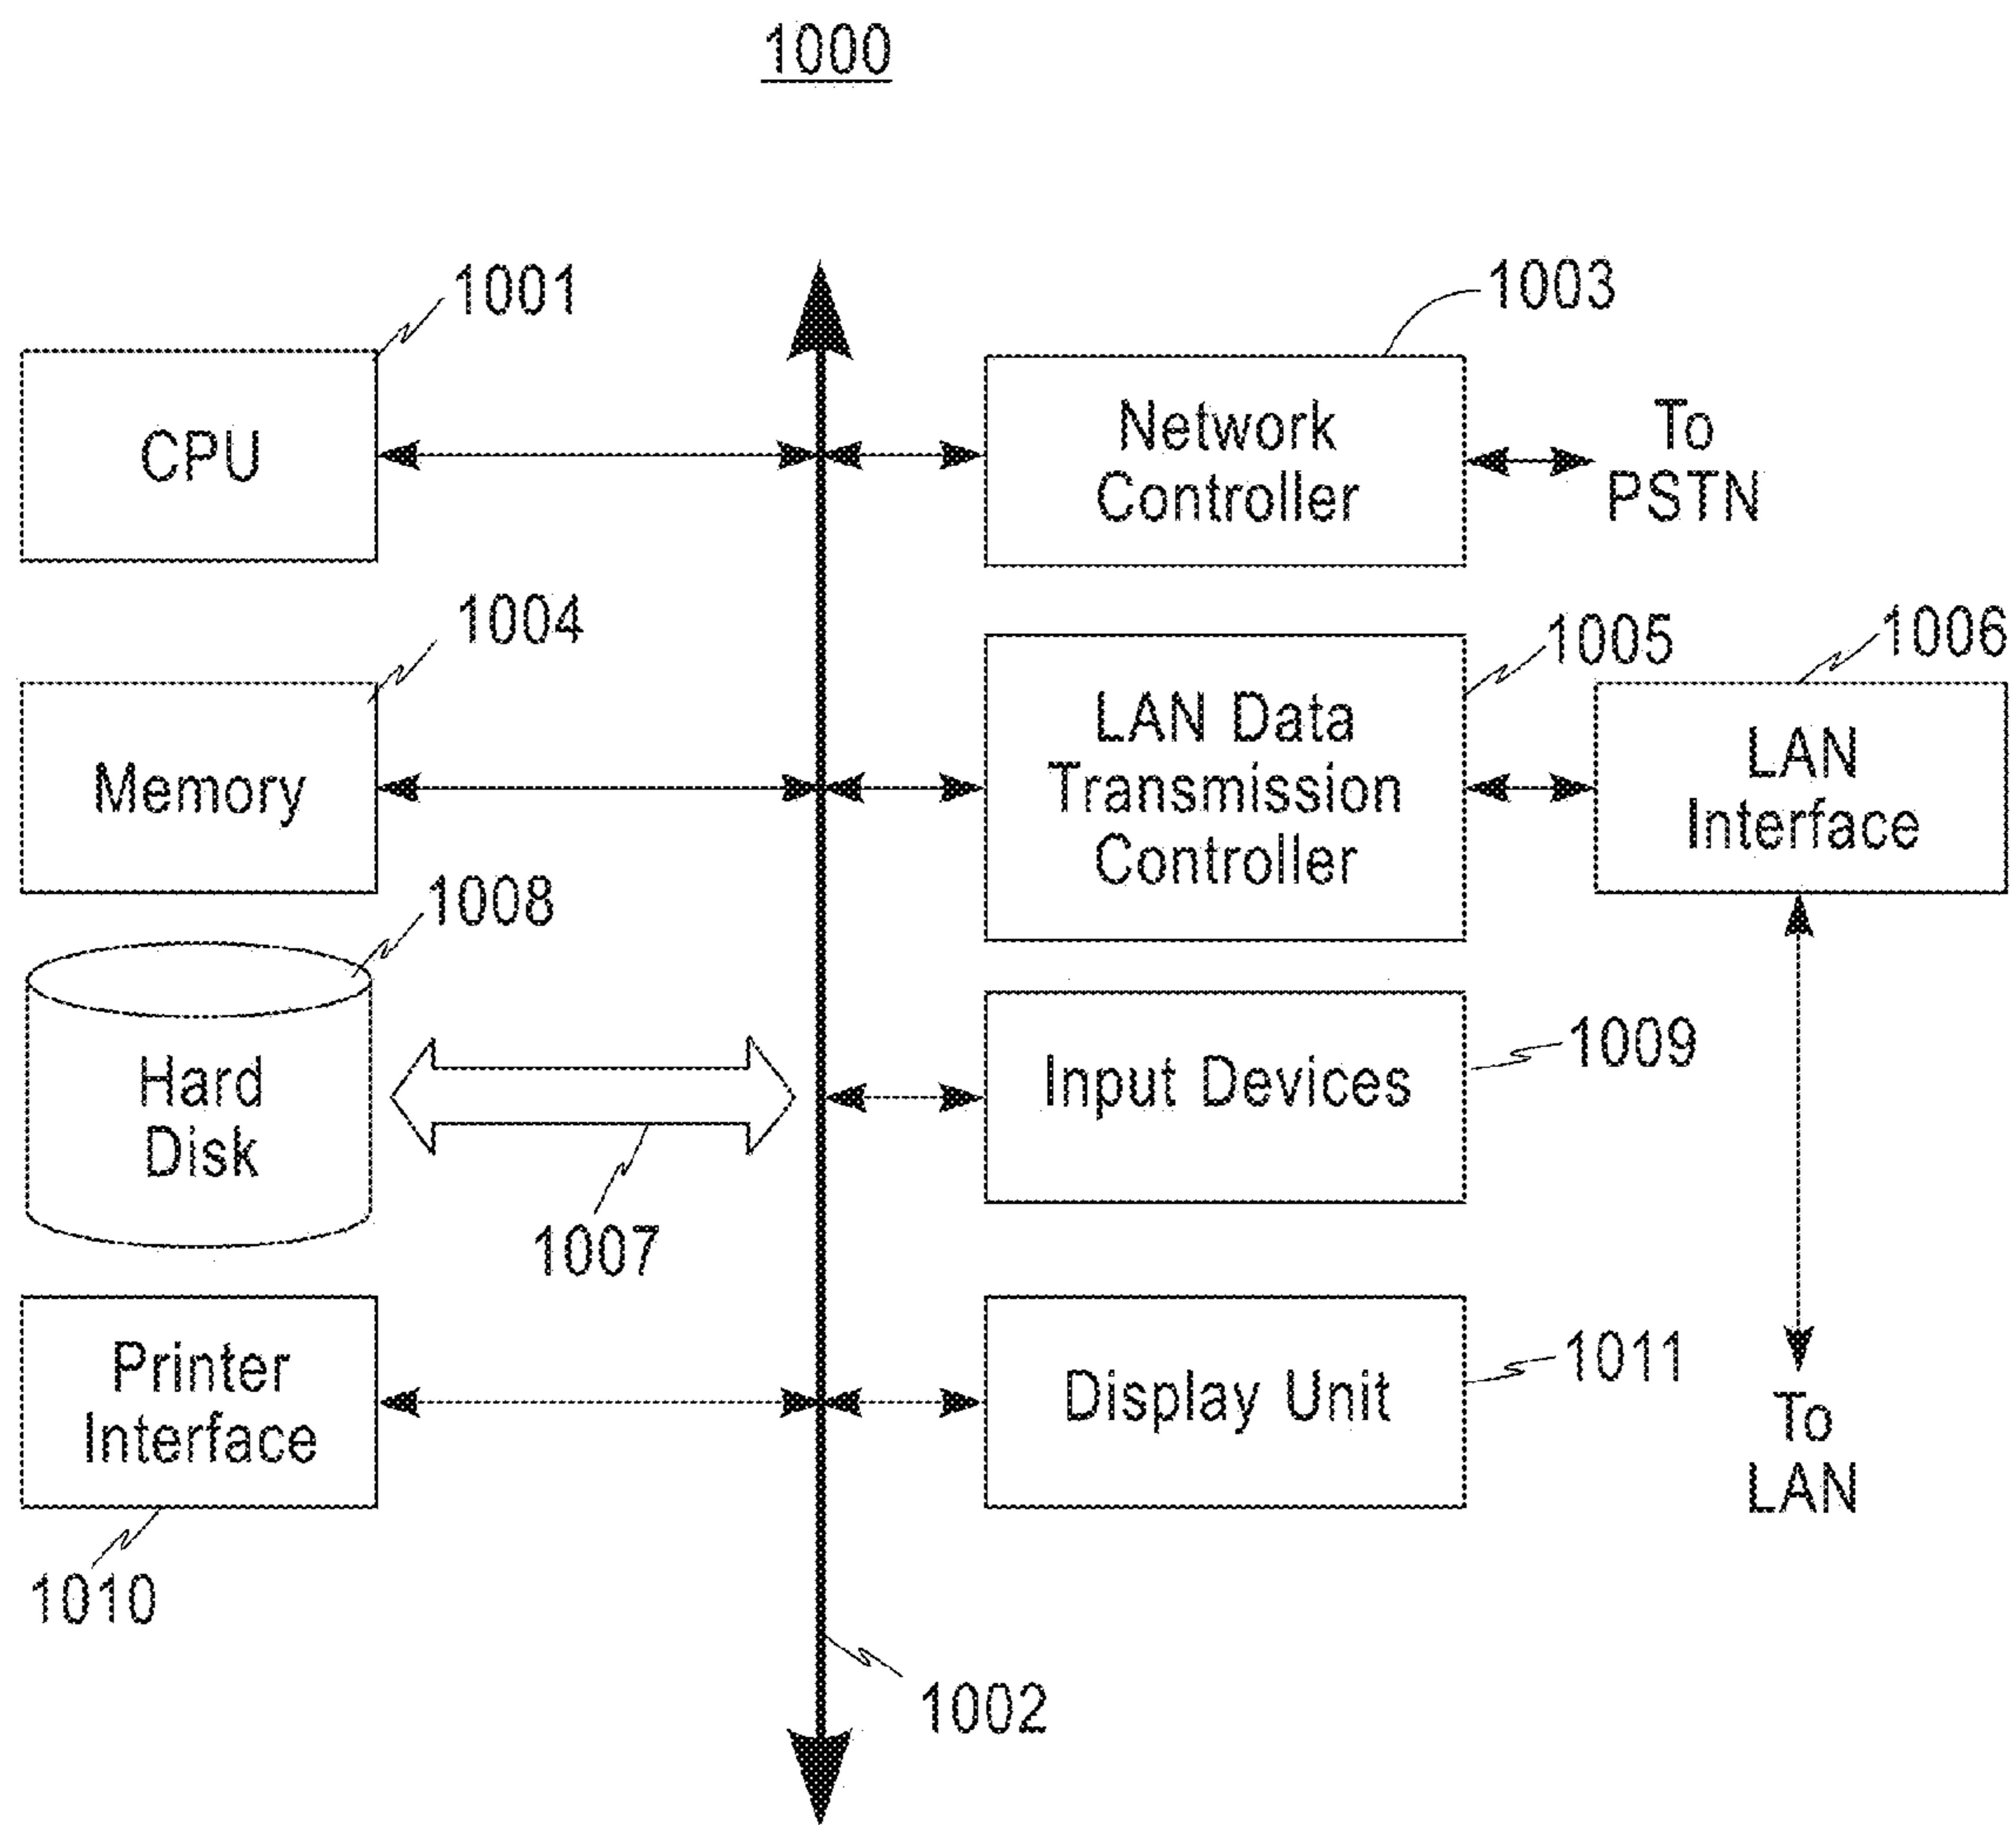 1000
1001
1003
CPU
Network
Controller
To
PSTN
1004
1005
1006
Memory
LAN Data
Transmission
Controller
LAN
Interface
1008
Hard
Disk
1007
Input Devices
1009
Printer
Interface
1010
Display Unit
1011
To
LAN
1002